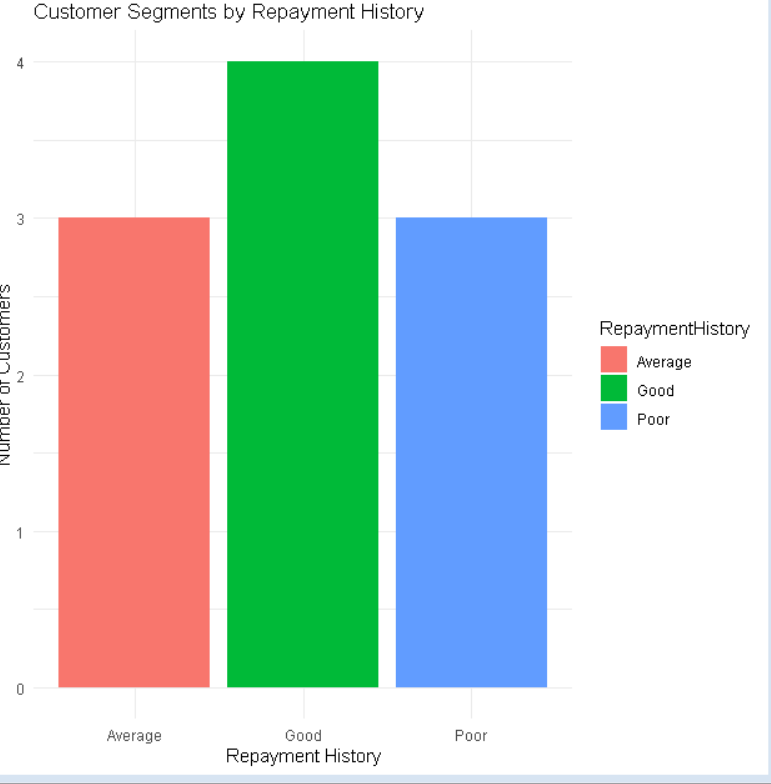 Customer Segments by Repayment History
4
3
2
1
0
Number of Customers
Average
Good
Poor
Repayment History
RepaymentHistory
Average
Good
Poor